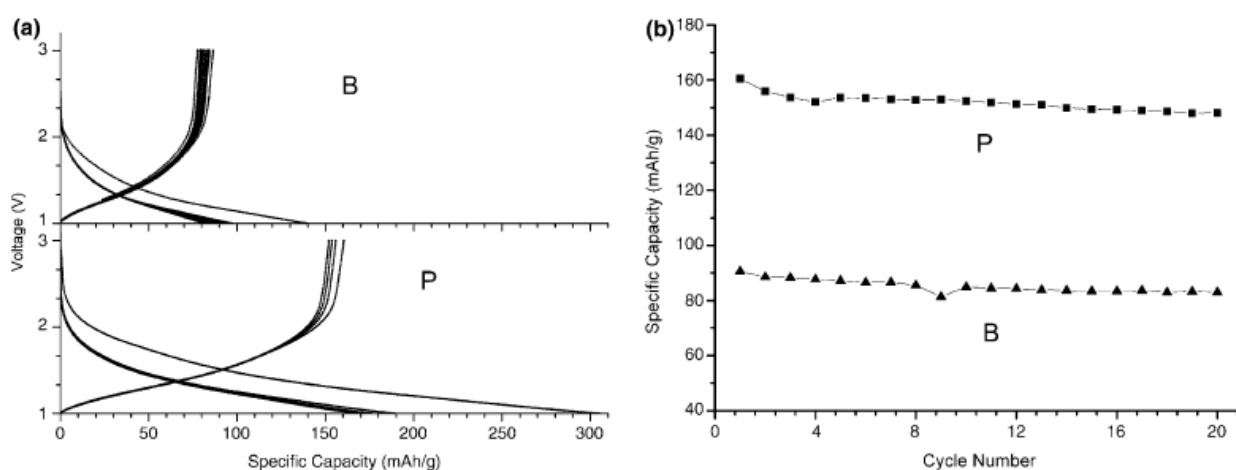 (a)
3
2
1
B
3
2
1
P
0
50
100
150
200
250
300
Voltage (V)
Specific Capacity (mAh/g)
(b)
180
160
140
120
100
80
60
40
P
B
0
4
8
12
16
20
Specific Capacity (mAh/g)
Cycle Number